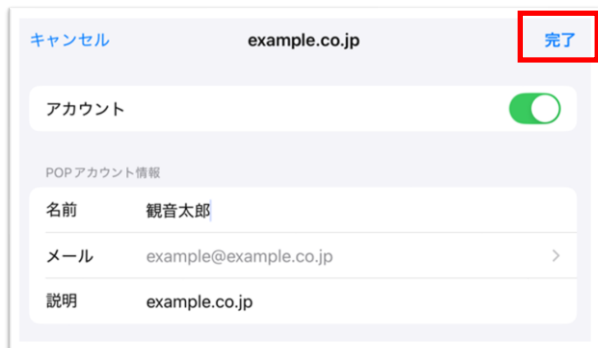 キャンセル example.co.jp 完了
アカウント
POPアカウント情報
名前 観音太郎
メール example@example.co.jp
説明 example.co.jp